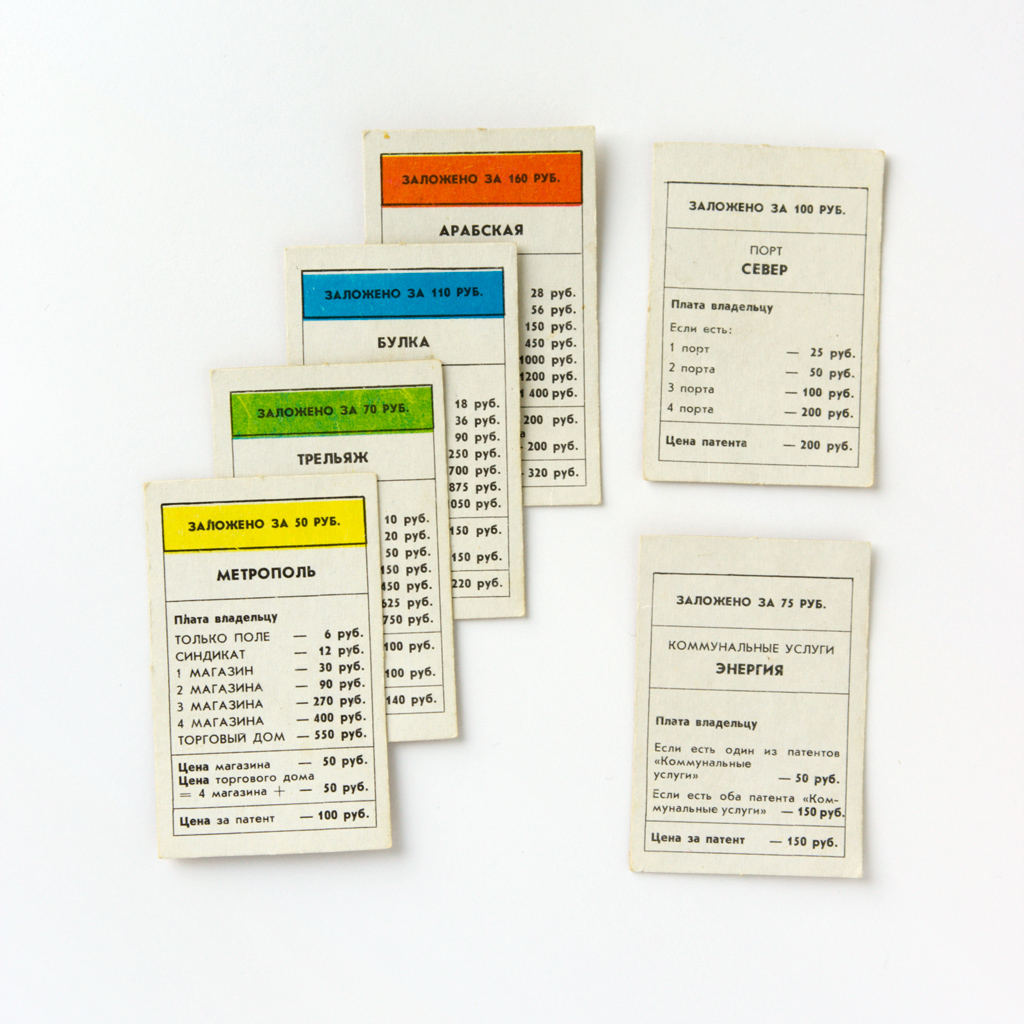 ЗАЛОЖЕНО ЗА 160 РУБ.
АРАБСКАЯ
28 руб.
56 руб.
150 руб.
450 руб.
1000 руб.
1200 руб.
1 400 руб.
200 руб.
а
- 200 руб.
- 320 руб.
ЗАЛОЖЕНО ЗА 110 РУБ.
БУЛКА
18 руб.
36 руб.
90 руб.
250 руб.
700 руб.
875 руб.
050 руб.
150 руб.
150 руб.
220 руб.
ЗАЛОЖЕНО ЗА 70 РУБ.
ТРЕЛЬЯЖ
10 руб.
20 руб.
50 руб.
150 руб.
450 руб.
625 руб.
750 руб.
100 руб.
100 руб.
140 руб.
ЗАЛОЖЕНО ЗА 50 РУБ.
МЕТРОПОЛЬ
Плата владельцу
ТОЛЬКО ПОЛЕ — 6 руб.
СИНДИКАТ — 12 руб.
1 МАГАЗИН — 30 руб.
2 МАГАЗИНА — 90 руб.
3 МАГАЗИНА — 270 руб.
4 МАГАЗИНА — 400 руб.
ТОРГОВЫЙ ДОМ — 550 руб.
Цена магазина — 50 руб.
Цена торгового дома
= 4 магазина + — 50 руб.
Цена за патент — 100 руб.
ЗАЛОЖЕНО ЗА 100 РУБ.
ПОРТ
СЕВЕР
Плата владельцу
Если есть:
1 порт — 25 руб.
2 порта — 50 руб.
3 порта — 100 руб.
4 порта — 200 руб.
Цена патента — 200 руб.
ЗАЛОЖЕНО ЗА 75 РУБ.
КОММУНАЛЬНЫЕ УСЛУГИ
ЭНЕРГИЯ
Плата владельцу
Если есть один из патентов
«Коммунальные
услуги» — 50 руб.
Если есть оба патента «Ком-
мунальные услуги» — 150 руб.
Цена за патент — 150 руб.